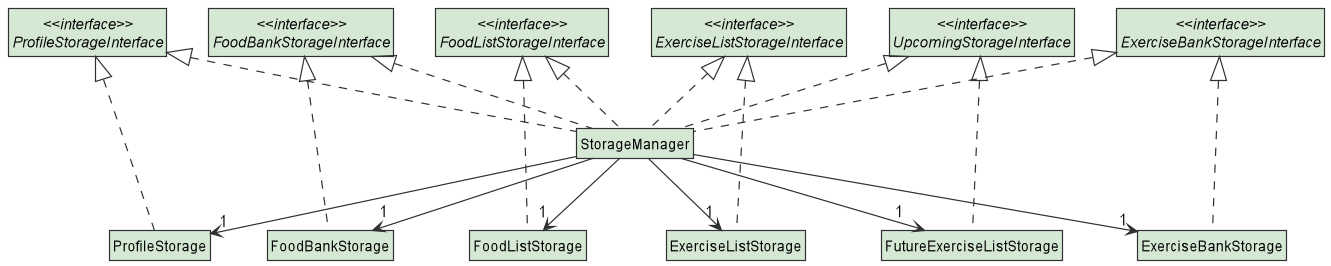 <<interface>>
ProfileStorageInterface
<<interface>>
FoodBankStorageInterface
<<interface>>
FoodListStorageInterface
<<interface>>
ExerciseListStorageInterface
<<interface>>
UpcomingStorageInterface
<<interface>>
ExerciseBankStorageInterface
StorageManager
1
1
1
1
1
1
ProfileStorage
FoodBankStorage
FoodListStorage
ExerciseListStorage
FutureExerciseListStorage
ExerciseBankStorage